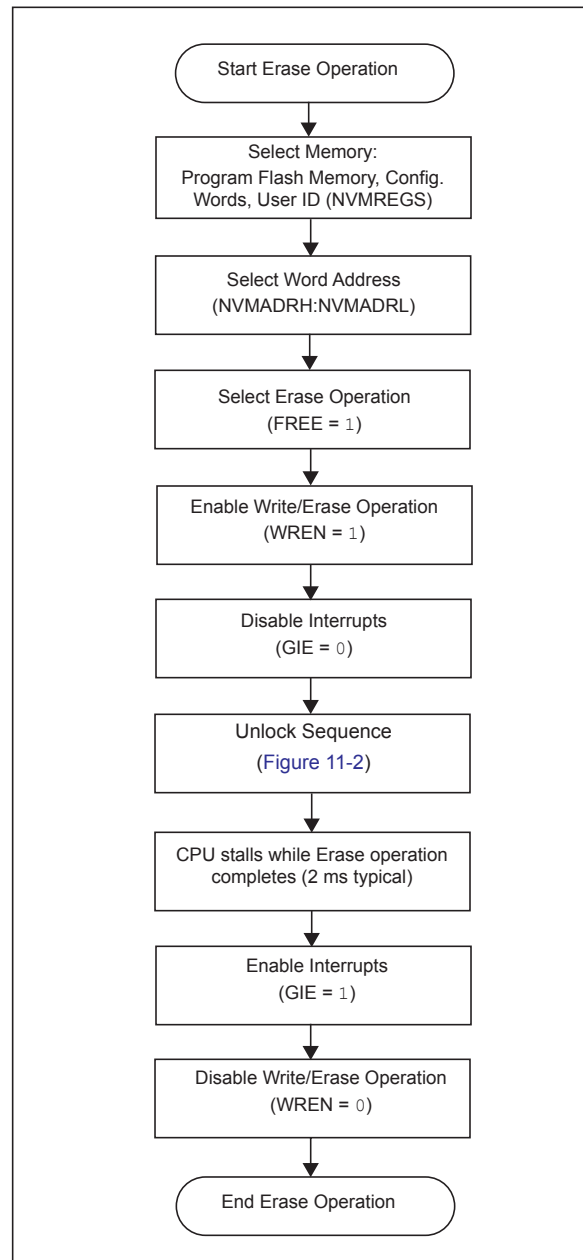 Start Erase Operation
Select Memory:
Program Flash Memory, Config.
Words, User ID (NVMREGS)
Select Word Address
(NVMADRH:NVMADRL)
Select Erase Operation
(FREE = 1)
Enable Write/Erase Operation
(WREN = 1)
Disable Interrupts
(GIE = 0)
Unlock Sequence
(Figure 11-2)
CPU stalls while Erase operation
completes (2 ms typical)
Enable Interrupts
(GIE = 1)
Disable Write/Erase Operation
(WREN = 0)
End Erase Operation